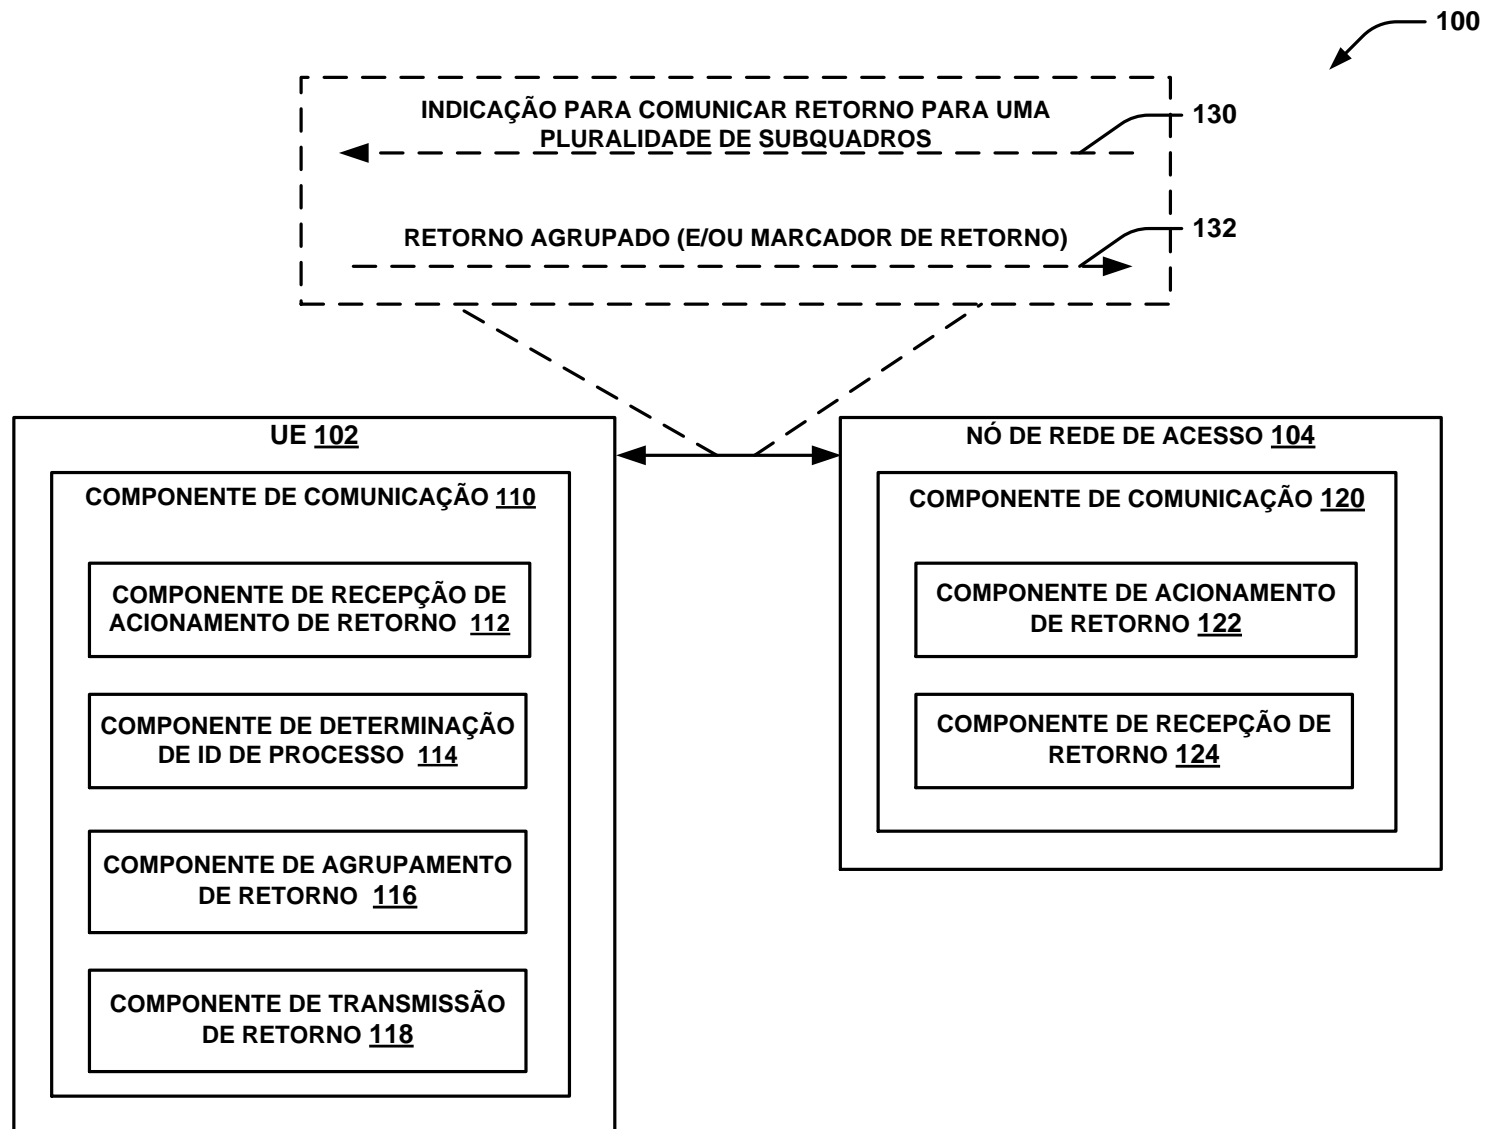 100
INDICAÇÃO PARA COMUNICAR RETORNO PARA UMA
PLURALIDADE DE SUBQUADROS
130
RETORNO AGRUPADO (E/OU MARCADOR DE RETORNO)
132
UE 102
COMPONENTE DE COMUNICAÇÃO 110
COMPONENTE DE RECEPÇÃO DE
ACIONAMENTO DE RETORNO 112
COMPONENTE DE DETERMINAÇÃO
DE ID DE PROCESSO 114
COMPONENTE DE AGRUPAMENTO
DE RETORNO 116
COMPONENTE DE TRANSMISSÃO
DE RETORNO 118
NÓ DE REDE DE ACESSO 104
COMPONENTE DE COMUNICAÇÃO 120
COMPONENTE DE ACIONAMENTO
DE RETORNO 122
COMPONENTE DE RECEPÇÃO DE
RETORNO 124